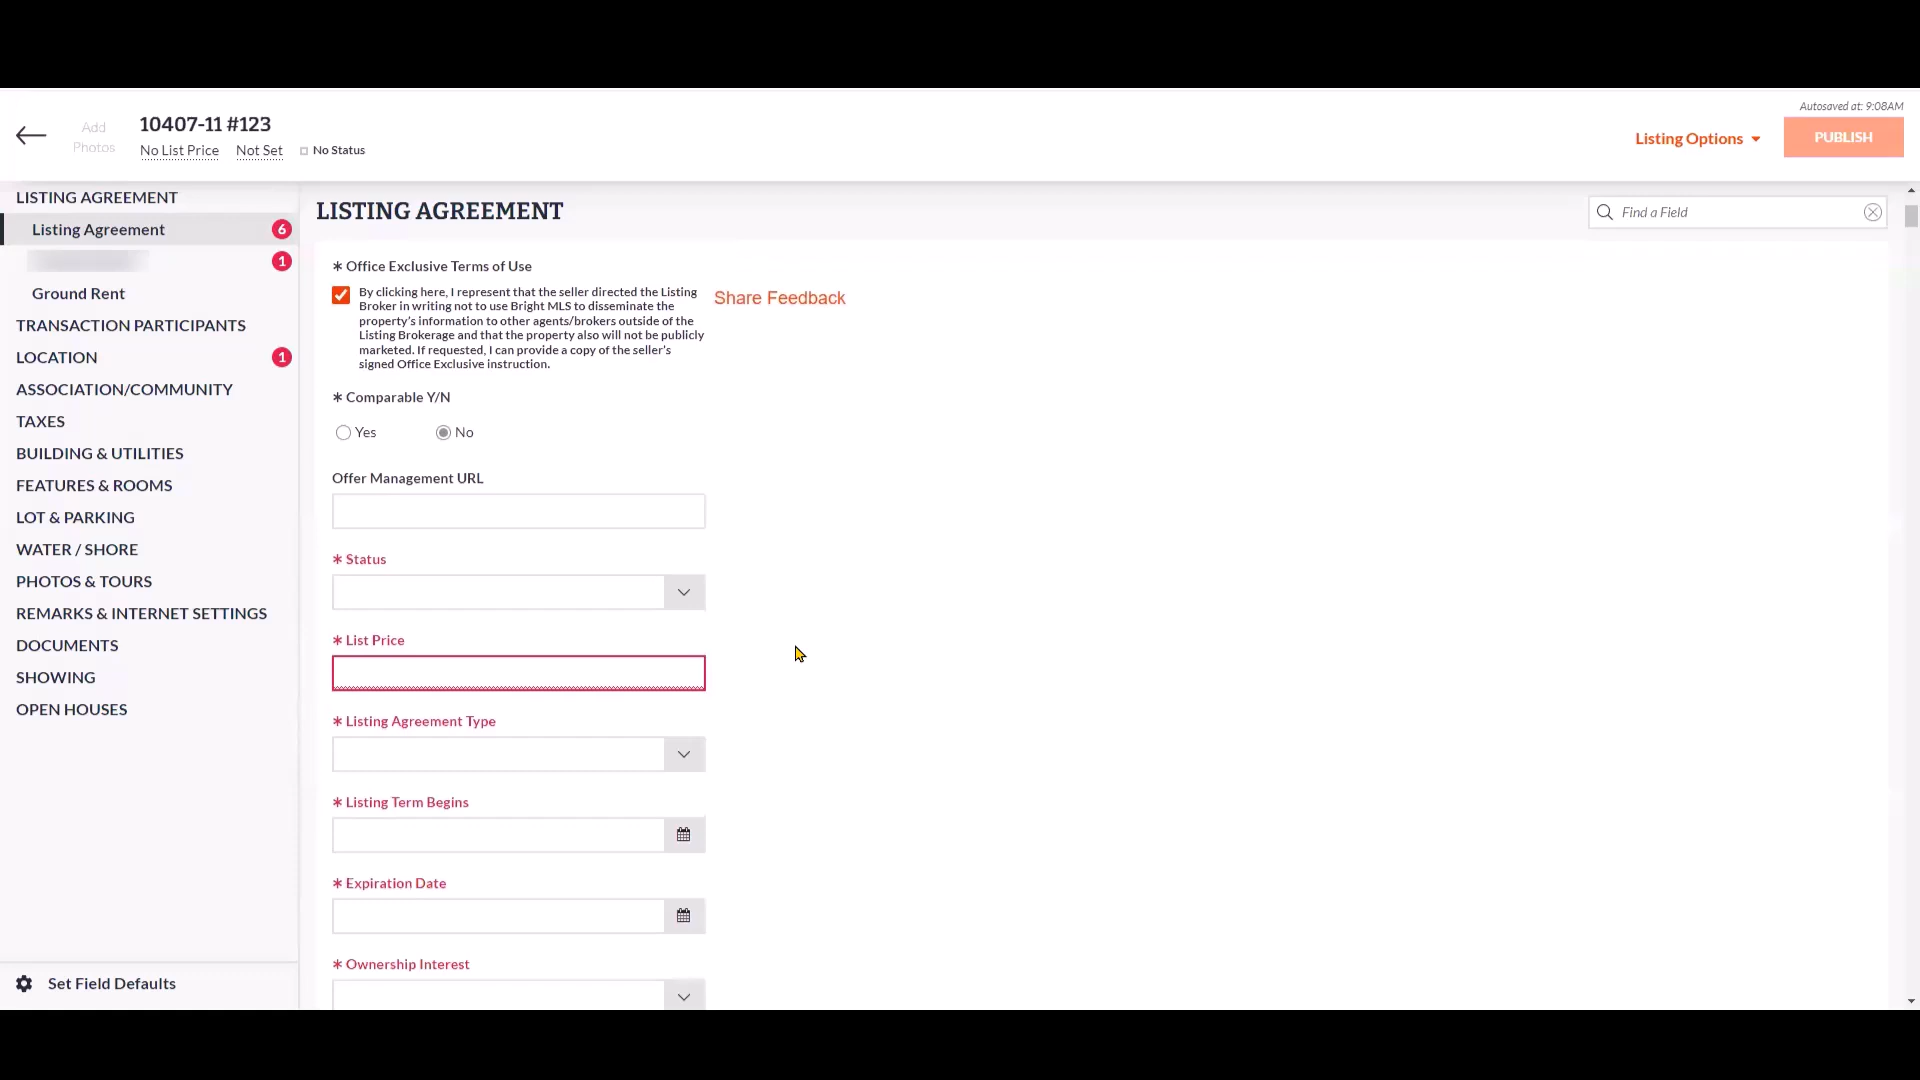 Autosaved at: 9:08AM
Add
Photos
10407-11 #123
No List Price Not Set No Status
Listing Options
PUBLISH
LISTING AGREEMENT
Listing Agreement 6
1
Ground Rent
TRANSACTION PARTICIPANTS
LOCATION 1
ASSOCIATION/COMMUNITY
TAXES
BUILDING & UTILITIES
FEATURES & ROOMS
LOT & PARKING
WATER / SHORE
PHOTOS & TOURS
REMARKS & INTERNET SETTINGS
DOCUMENTS
SHOWING
OPEN HOUSES
Set Field Defaults
LISTING AGREEMENT
Find a Field
* Office Exclusive Terms of Use
By clicking here, I represent that the seller directed the Listing
Broker in writing not to use Bright MLS to disseminate the
property's information to other agents/brokers outside of the
Listing Brokerage and that the property also will not be publicly
marketed. If requested, I can provide a copy of the seller's
signed Office Exclusive instruction.
Share Feedback
* Comparable Y/N
Yes No
Offer Management URL
* Status
* List Price
* Listing Agreement Type
* Listing Term Begins
* Expiration Date
* Ownership Interest